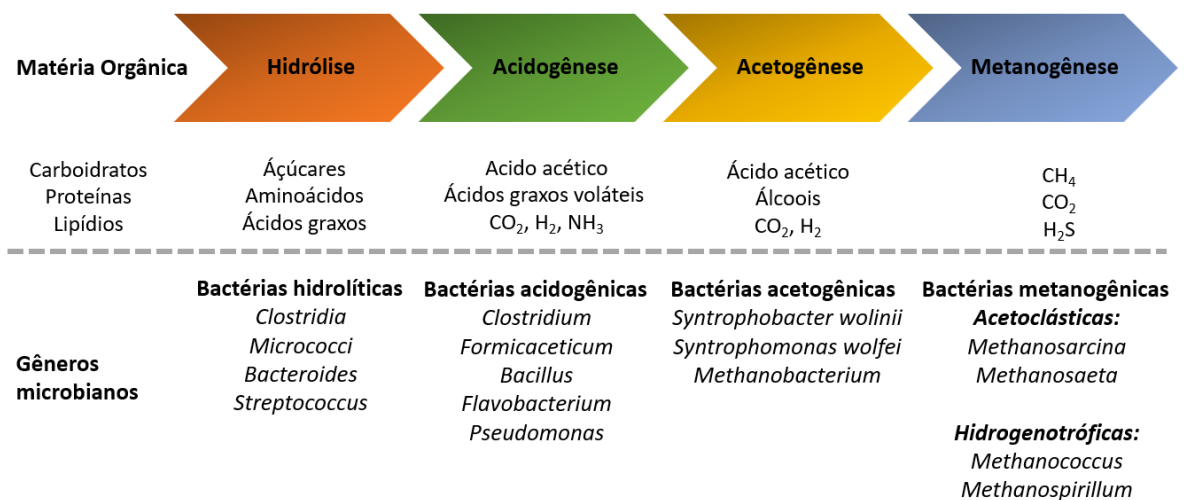 Matéria Orgânica
Hidrólise
Acidogênese
Acetogênese
Metanogênese
Carboidratos
Proteínas
Lipídios
Áçúcares
Aminoácidos
Ácidos graxos
Acido acético
Ácidos graxos voláteis
CO₂, H₂, NH₃
Ácido acético
Álcoois
CO₂, H₂
CH₄
CO₂
H₂S
Gêneros
microbianos
Bactérias hidrolíticas
Clostridia
Micrococci
Bacteroides
Streptococcus
Bactérias acidogênicas
Clostridium
Formicaceticum
Bacillus
Flavobacterium
Pseudomonas
Bactérias acetogênicas
Syntrophobacter wolinii
Syntrophomonas wolfei
Methanobacterium
Bactérias metanogênicas
Acetoclásticas:
Methanosarcina
Methanosaeta
Hidrogenotróficas:
Methanococcus
Methanospirillum